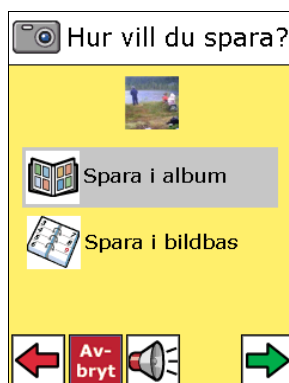 Hur vill du spara?
Spara i album
Spara i bildbas
Av-
bryt